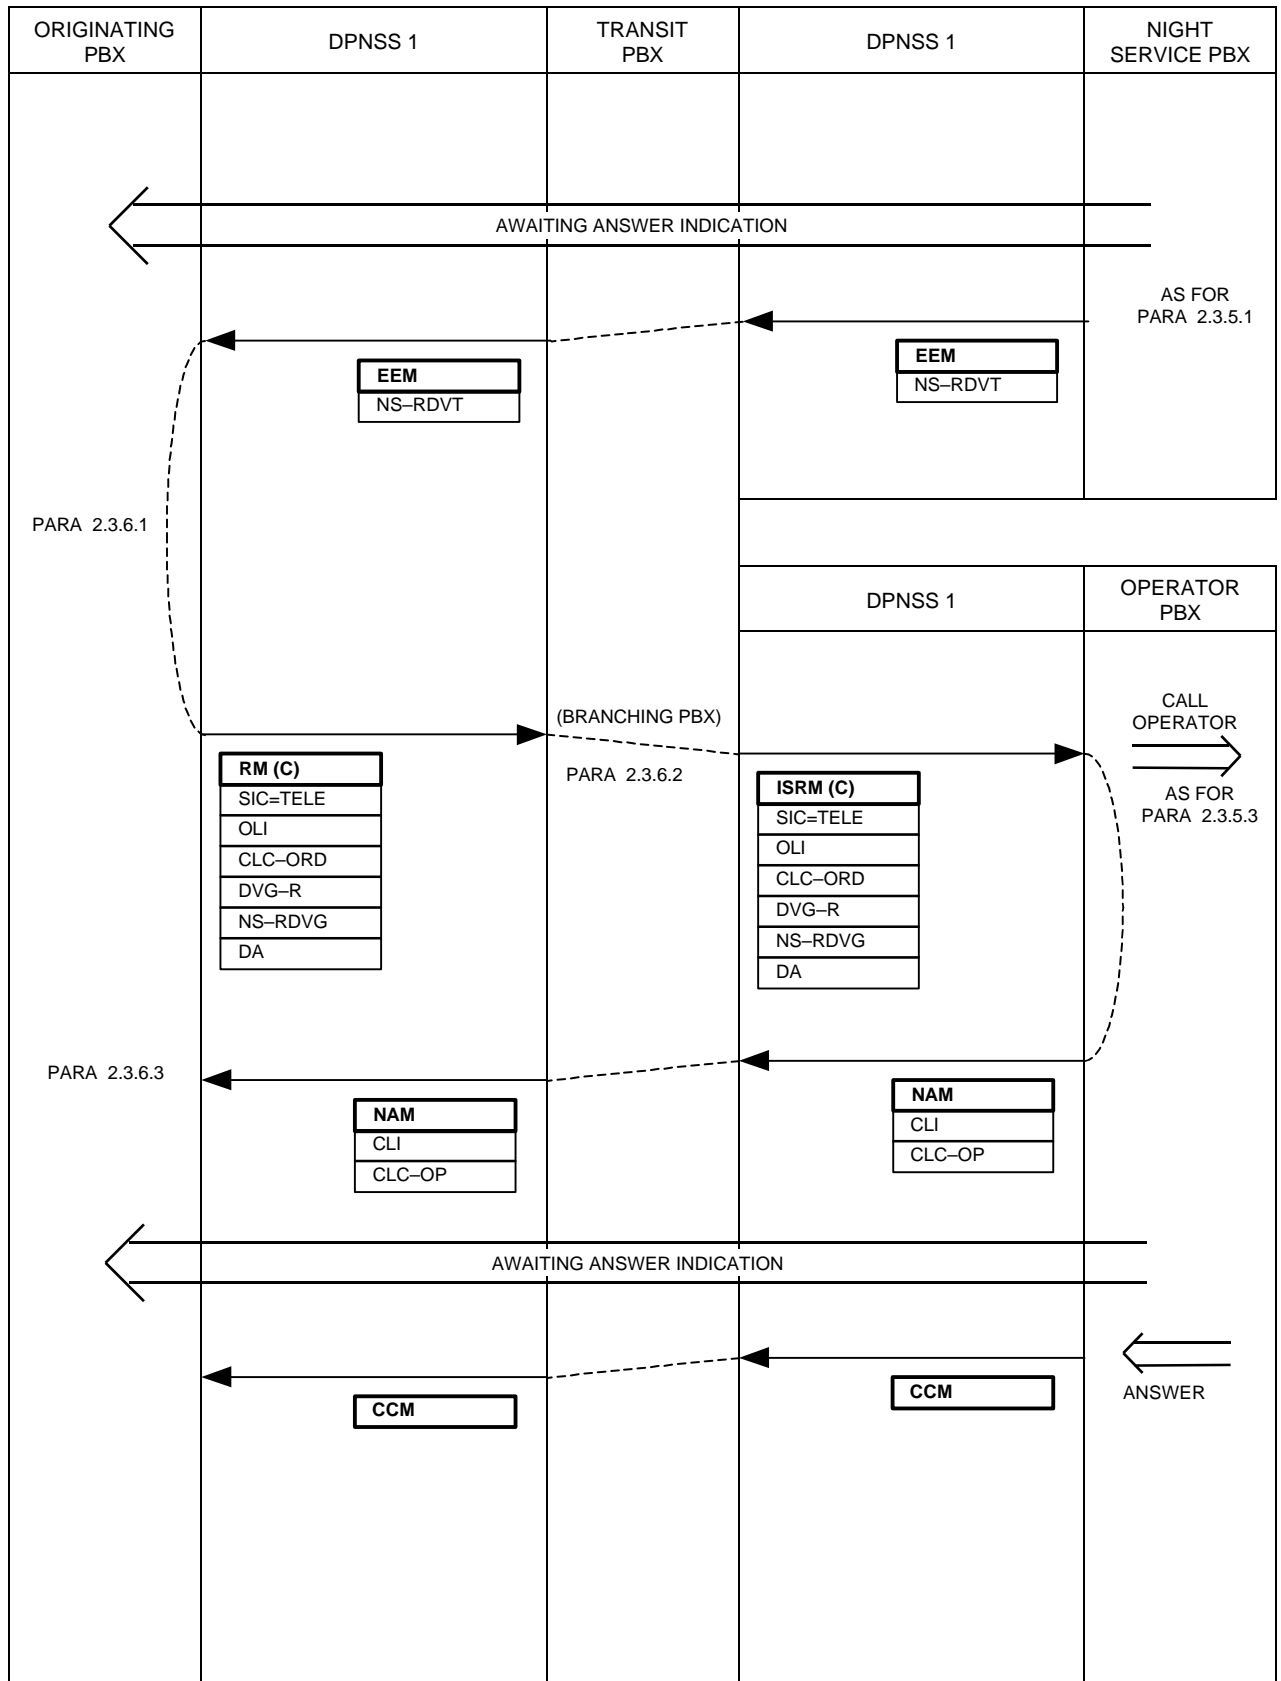 ORIGINATING
PBX
DPNSS 1
TRANSIT
PBX
DPNSS 1
NIGHT
SERVICE PBX
AWAITING ANSWER INDICATION
AS FOR
PARA 2.3.5.1
EEM
NS–RDVT
EEM
NS–RDVT
PARA 2.3.6.1
DPNSS 1
OPERATOR
PBX
(BRANCHING PBX)
PARA 2.3.6.2
CALL
OPERATOR
AS FOR
PARA 2.3.5.3
RM (C)
SIC=TELE
OLI
CLC–ORD
DVG–R
NS–RDVG
DA
ISRM (C)
SIC=TELE
OLI
CLC–ORD
DVG–R
NS–RDVG
DA
PARA 2.3.6.3
NAM
CLI
CLC–OP
NAM
CLI
CLC–OP
AWAITING ANSWER INDICATION
CCM
CCM
ANSWER